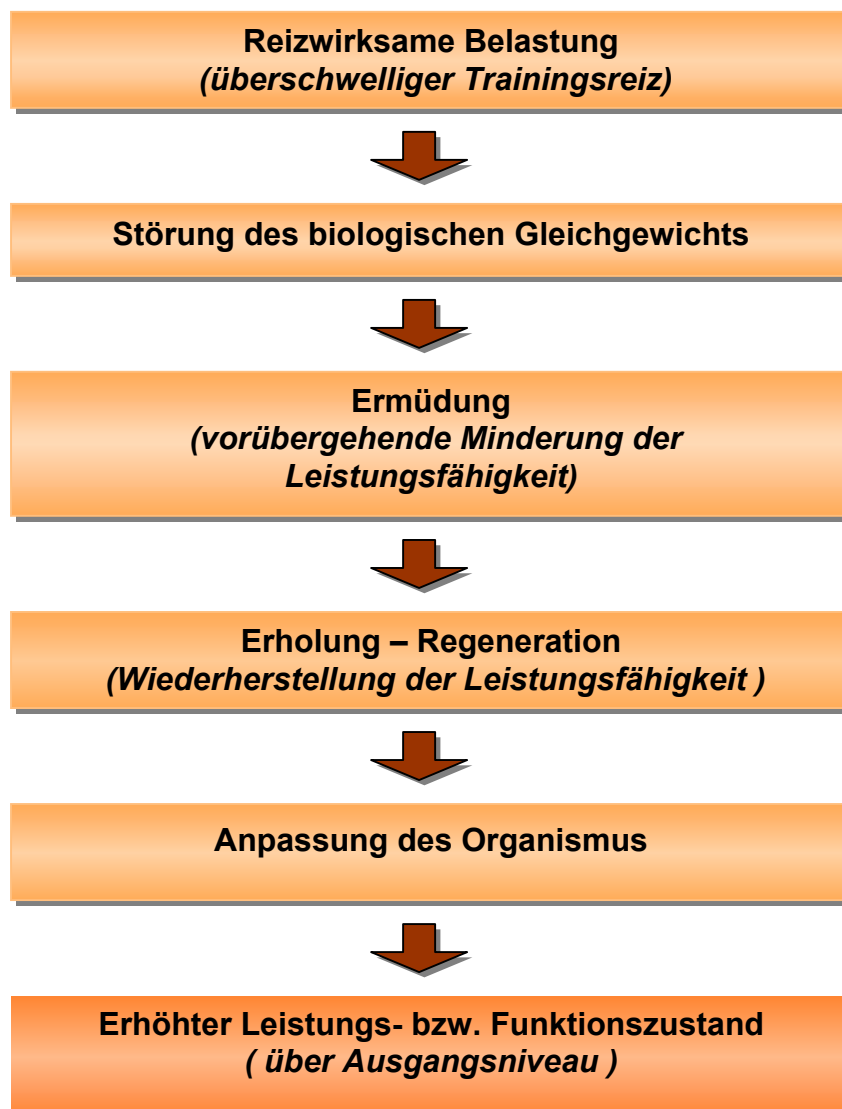 Reizwirksame Belastung
(überschwelliger Trainingsreiz)
Störung des biologischen Gleichgewichts
Ermüdung
(vorübergehende Minderung der
Leistungsfähigkeit)
Erholung – Regeneration
(Wiederherstellung der Leistungsfähigkeit )
Anpassung des Organismus
Erhöhter Leistungs- bzw. Funktionszustand
( über Ausgangsniveau )